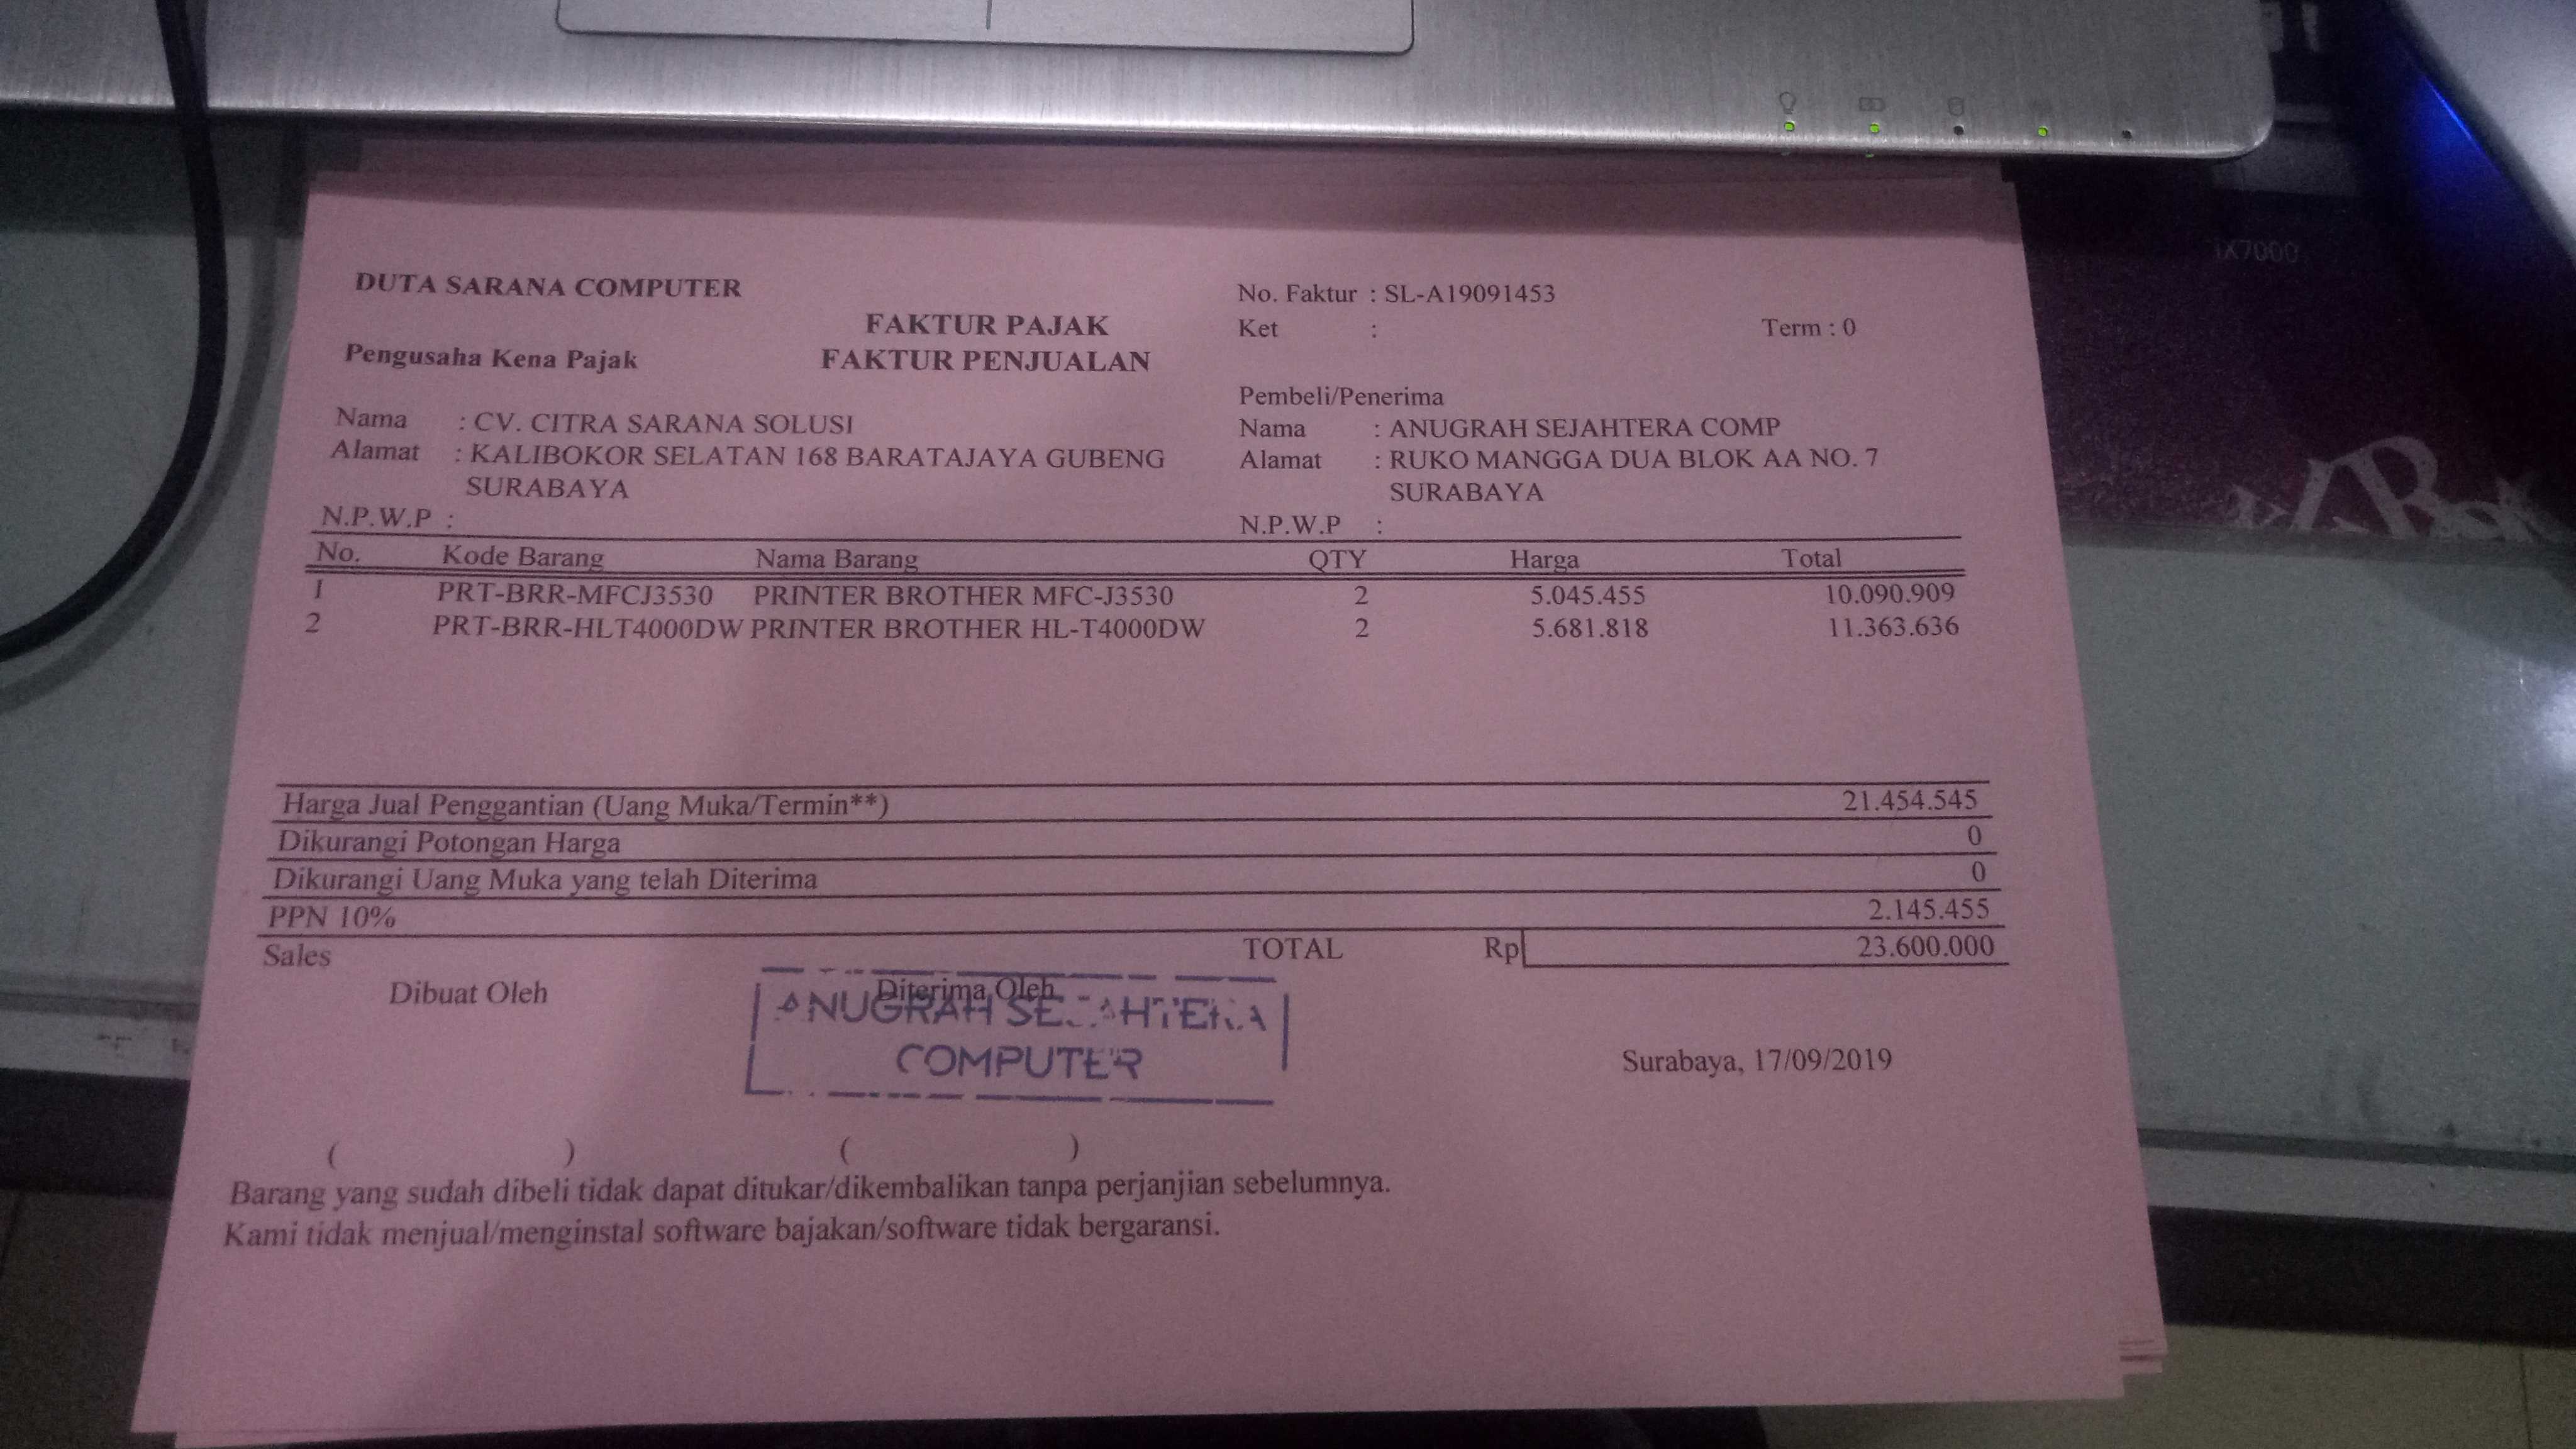 iX7000
DUTA SARANA COMPUTER
FAKTUR PAJAK
FAKTUR PENJUALAN
No. Faktur : SL-A19091453
Ket :
Term : 0
Pengusaha Kena Pajak
Nama : CV. CITRA SARANA SOLUSI
Alamat : KALIBOKOR SELATAN 168 BARATAJAYA GUBENG
SURABAYA
N.P.W.P :
Pembeli/Penerima
Nama : ANUGRAH SEJAHTERA COMP
Alamat : RUKO MANGGA DUA BLOK AA NO. 7
SURABAYA
N.P.W.P :
No. Kode Barang Nama Barang QTY Harga Total
1 PRT-BRR-MFCJ3530 PRINTER BROTHER MFC-J3530 2 5.045.455 10.090.909
2 PRT-BRR-HLT4000DW PRINTER BROTHER HL-T4000DW 2 5.681.818 11.363.636
Harga Jual Penggantian (Uang Muka/Termin**) 21.454.545
Dikurangi Potongan Harga 0
Dikurangi Uang Muka yang telah Diterima 0
PPN 10% 2.145.455
Sales TOTAL Rp 23.600.000
Dibuat Oleh Diterima Oleh
ANUGRAH SEJAHTERA
COMPUTER
Surabaya, 17/09/2019
( ) ( )
Barang yang sudah dibeli tidak dapat ditukar/dikembalikan tanpa perjanjian sebelumnya.
Kami tidak menjual/menginstal software bajakan/software tidak bergaransi.